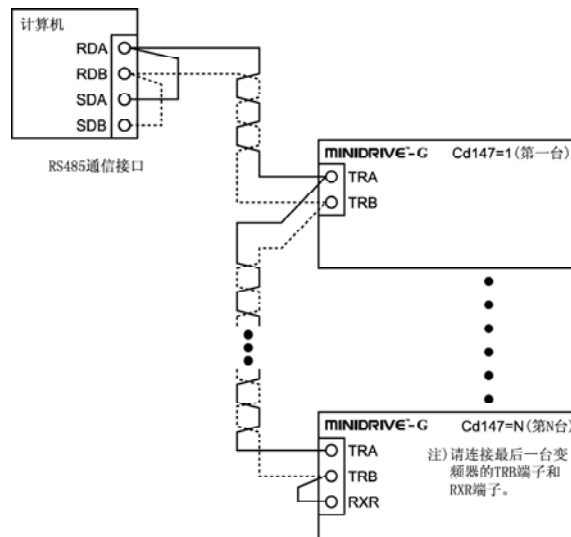 计算机
RDA
RDB
SDA
SDB
RS485通信接口
MINIDRIVE™-G Cd147=1(第一台)
TRA
TRB
MINIDRIVE™-G Cd147=N(第N台)
TRA
TRB
RXR
注)请连接最后一台变
频器的TRB端子和
RXR端子。